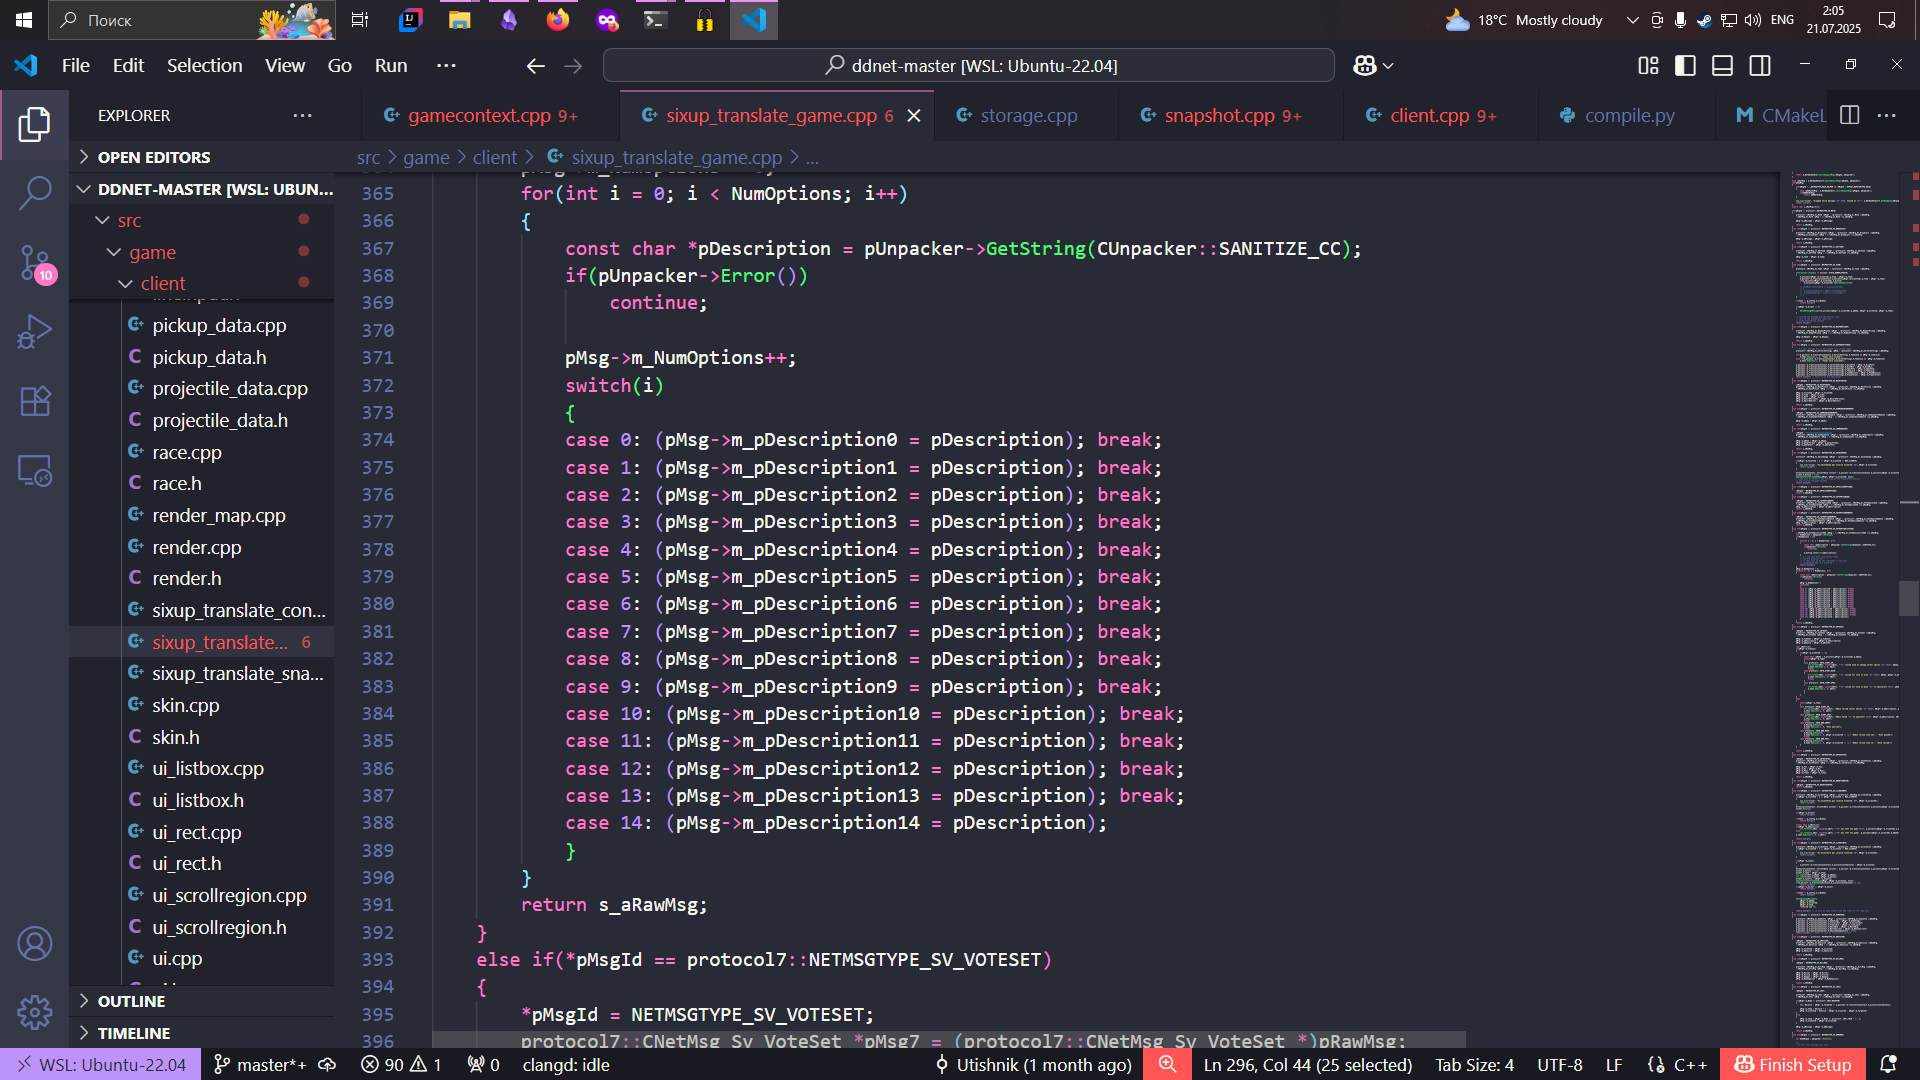 Поиск
18°C Mostly cloudy
ENG
2:05
21.07.2025
File Edit Selection View Go Run
ddnet-master [WSL: Ubuntu-22.04]
EXPLORER
gamecontext.cpp 9+
sixup_translate_game.cpp 6
storage.cpp
snapshot.cpp 9+
client.cpp 9+
compile.py
CMakeL
OPEN EDITORS
DDNET-MASTER [WSL: UBUN...
src
game
client
pickup_data.cpp
pickup_data.h
projectile_data.cpp
projectile_data.h
race.cpp
race.h
render_map.cpp
render.cpp
render.h
sixup_translate_con...
sixup_translate... 6
sixup_translate_sna...
skin.cpp
skin.h
ui_listbox.cpp
ui_listbox.h
ui_rect.cpp
ui_rect.h
ui_scrollregion.cpp
ui_scrollregion.h
ui.cpp
OUTLINE
TIMELINE
10
src > game > client > sixup_translate_game.cpp > ...
365 for(int i = 0; i < NumOptions; i++)
366 {
367 const char *pDescription = pUnpacker->GetString(CUnpacker::SANITIZE_CC);
368 if(pUnpacker->Error())
369 continue;
370
371 pMsg->m_NumOptions++;
372 switch(i)
373 {
374 case 0: (pMsg->m_pDescription0 = pDescription); break;
375 case 1: (pMsg->m_pDescription1 = pDescription); break;
376 case 2: (pMsg->m_pDescription2 = pDescription); break;
377 case 3: (pMsg->m_pDescription3 = pDescription); break;
378 case 4: (pMsg->m_pDescription4 = pDescription); break;
379 case 5: (pMsg->m_pDescription5 = pDescription); break;
380 case 6: (pMsg->m_pDescription6 = pDescription); break;
381 case 7: (pMsg->m_pDescription7 = pDescription); break;
382 case 8: (pMsg->m_pDescription8 = pDescription); break;
383 case 9: (pMsg->m_pDescription9 = pDescription); break;
384 case 10: (pMsg->m_pDescription10 = pDescription); break;
385 case 11: (pMsg->m_pDescription11 = pDescription); break;
386 case 12: (pMsg->m_pDescription12 = pDescription); break;
387 case 13: (pMsg->m_pDescription13 = pDescription); break;
388 case 14: (pMsg->m_pDescription14 = pDescription);
389 }
390 }
391 return s_aRawMsg;
392 }
393 else if(*pMsgId == protocol7::NETMSGTYPE_SV_VOTESET)
394 {
395 *pMsgId = NETMSGTYPE_SV_VOTESET;
396 protocol7::CNetMsg_Sv_VoteSet *pMsg7 = (protocol7::CNetMsg_Sv_VoteSet *)pRawMsg;
WSL: Ubuntu-22.04
master*+
90 1
0
clangd: idle
Utishnik (1 month ago)
Ln 296, Col 44 (25 selected)
Tab Size: 4
UTF-8
LF
C++
Finish Setup